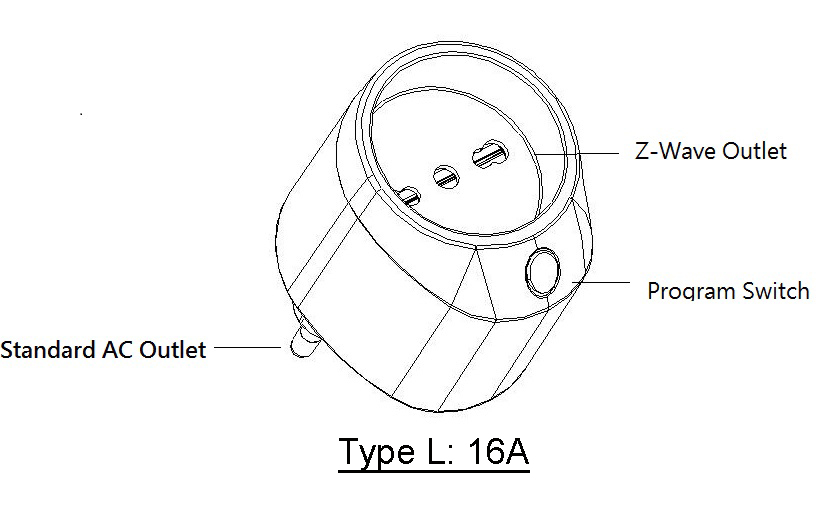 Z-Wave Outlet
Program Switch
Standard AC Outlet
Type L: 16A